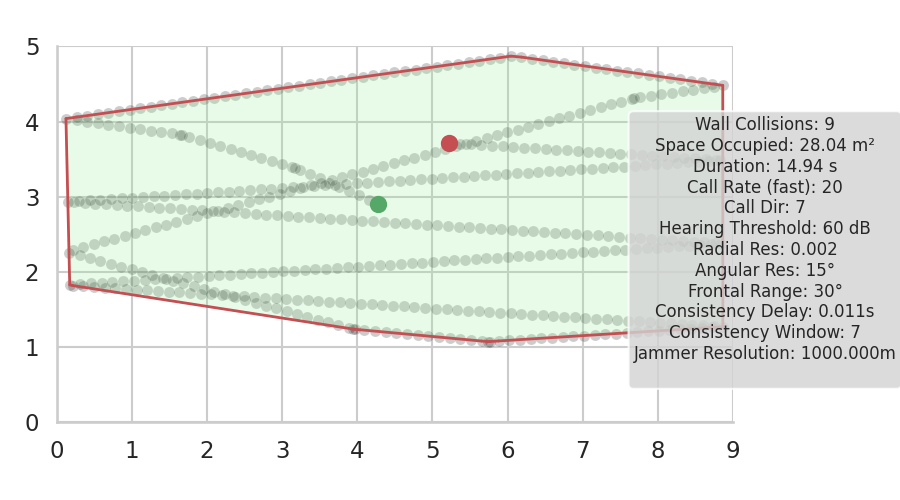 5
4
3
2
1
0
0 1 2 3 4 5 6 7 8 9
Wall Collisions: 9
Space Occupied: 28.04 m²
Duration: 14.94 s
Call Rate (fast): 20
Call Dir: 7
Hearing Threshold: 60 dB
Radial Res: 0.002
Angular Res: 15°
Frontal Range: 30°
Consistency Delay: 0.011s
Consistency Window: 7
Jammer Resolution: 1000.000m